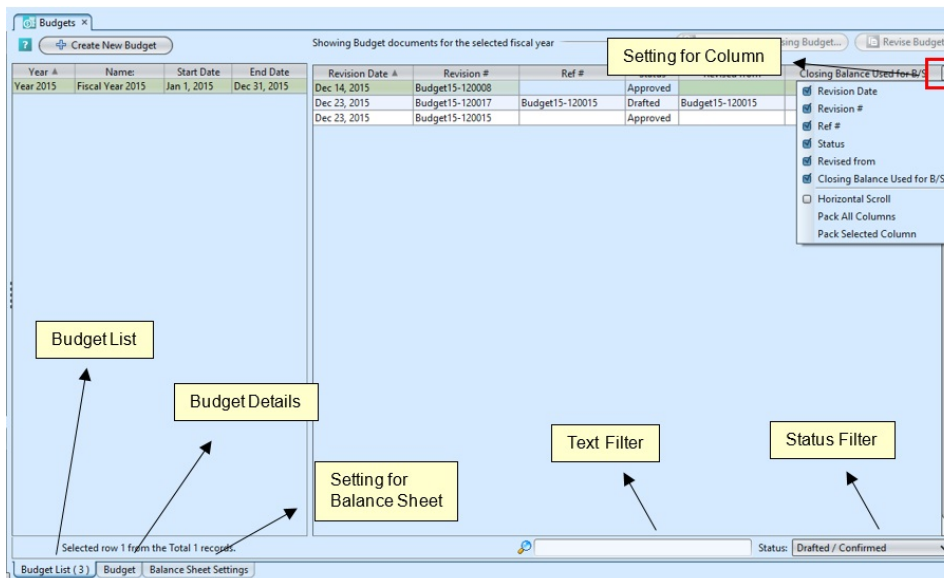 Budgets
Create New Budget
Showing Budget documents for the selected fiscal year
sing Budget...)
Revise Budget
Setting for Column
Year Name: Start Date End Date
Year 2015 Fiscal Year 2015 Jan 1, 2015 Dec 31, 2015
Revision Date Revision # Ref # Status Revised from Closing Balance Used for B/S
Dec 14, 2015 Budget15-120008 Approved
Dec 23, 2015 Budget15-120017 Budget15-120015 Drafted Budget15-120015
Dec 23, 2015 Budget15-120015 Approved
Revision Date
Revision #
Ref #
Status
Revised from
Closing Balance Used for B/S
Horizontal Scroll
Pack All Columns
Pack Selected Column
Budget List
Budget Details
Setting for
Balance Sheet
Text Filter
Status Filter
Selected row 1 from the Total 1 records.
Status: Drafted / Confirmed
Budget List ( 3 ) Budget Balance Sheet Settings